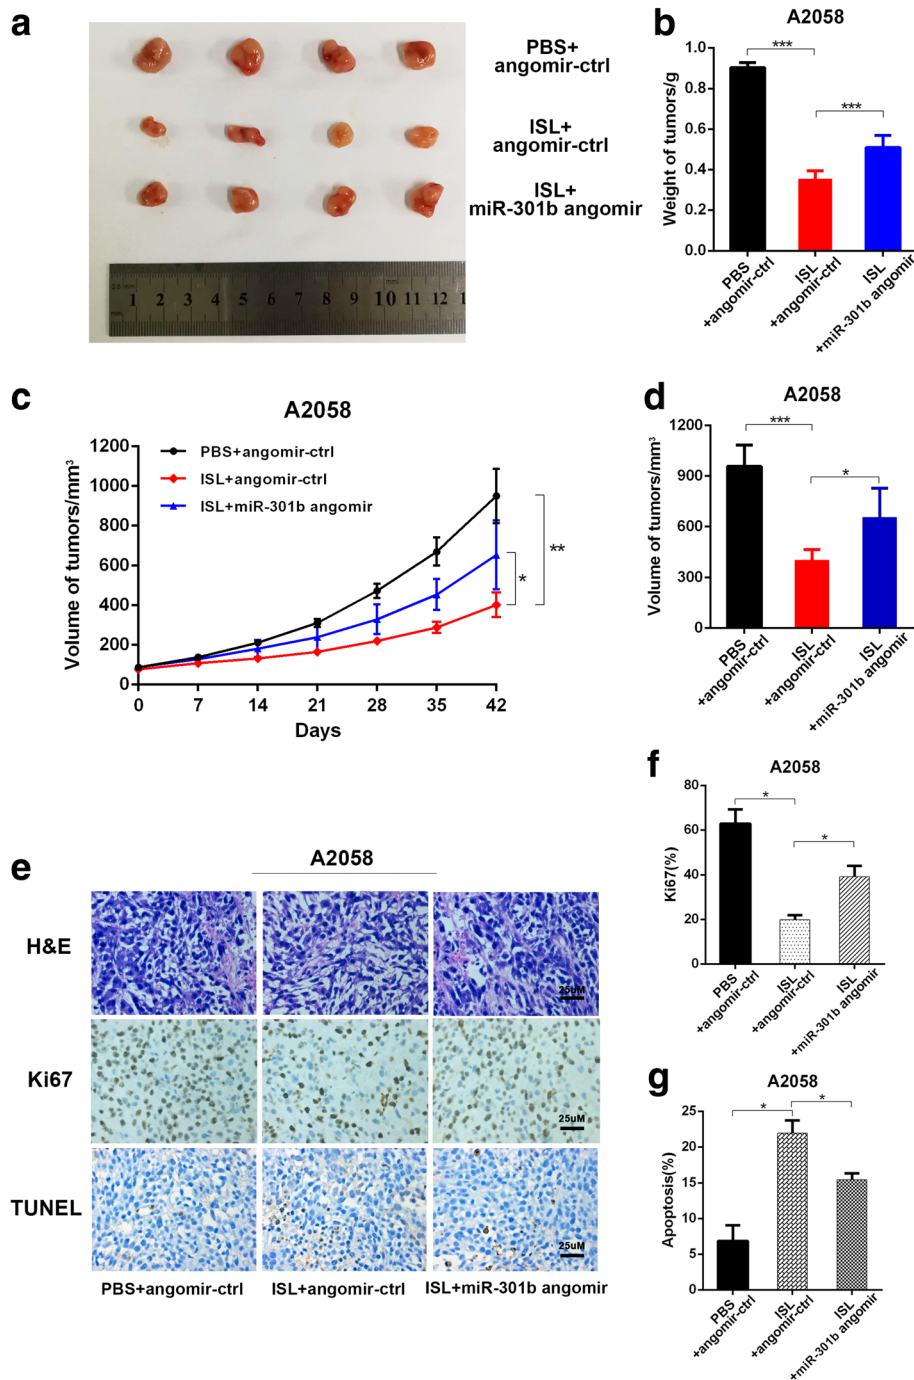 a
PBS+
angomir-ctrl
ISL+
angomir-ctrl
ISL+
miR-301b angomir
0.5 mm
mm
mm
1 2 3 4 5 6 7 8 9 10 11 12 1
b
A2058
Weight of tumors/g
1.0
0.8
0.6
0.4
0.2
0.0
***
***
PBS
+angomir-ctrl
ISL
+angomir-ctrl
ISL
+miR-301b angomir
c
A2058
Volume of tumors/mm³
1200
1000
800
600
400
200
0
PBS+angomir-ctrl
ISL+angomir-ctrl
ISL+miR-301b angomir
*
**
0 7 14 21 28 35 42
Days
d
A2058
Volume of tumors/mm³
1200
900
600
300
0
***
*
PBS
+angomir-ctrl
ISL
+angomir-ctrl
ISL
+miR-301b angomir
e
A2058
H&E
25uM
Ki67
25uM
TUNEL
25uM
PBS+angomir-ctrl ISL+angomir-ctrl ISL+miR-301b angomir
f
A2058
Ki67(%)
80
60
40
20
0
*
*
PBS
+angomir-ctrl
ISL
+angomir-ctrl
ISL
+miR-301b angomir
g
A2058
Apoptosis(%)
25
20
15
10
5
0
*
*
PBS
+angomir-ctrl
ISL
+angomir-ctrl
ISL
+miR-301b angomir